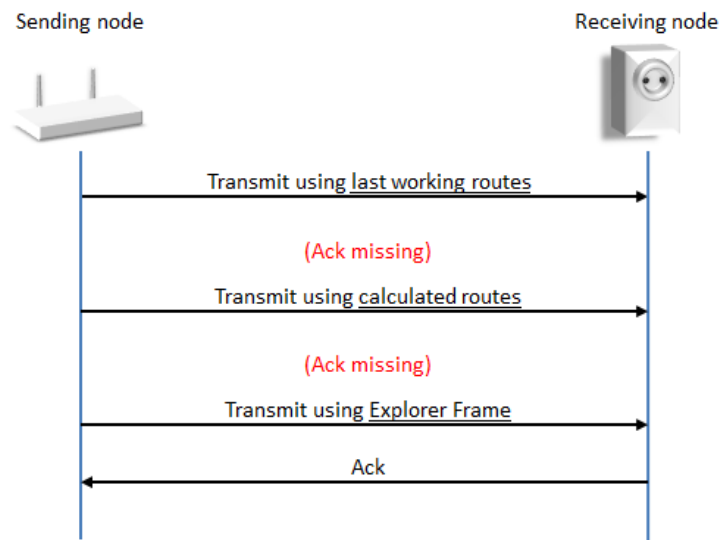 Sending node
Receiving node
Transmit using last working routes
(Ack missing)
Transmit using calculated routes
(Ack missing)
Transmit using Explorer Frame
Ack